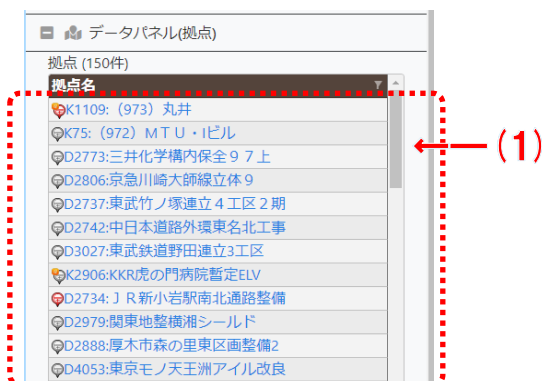 データパネル(拠点)
拠点 (150件)
拠点名
K1109:（973）丸井
K75:（972）ＭＴＵ・Iビル
D2773:三井化学構内保全９７上
D2806:京急川崎大師線立体９
D2737:東武竹ノ塚連立４工区２期
D2742:中日本道路外環東名北工事
D3027:東武鉄道野田連立3工区
K2906:KKR虎の門病院暫定ELV
D2734:ＪＲ新小岩駅南北通路整備
D2979:関東地整横湘シールド
D2888:厚木市森の里東区画整備2
D4053:東京モノ天王洲アイル改良
(1)